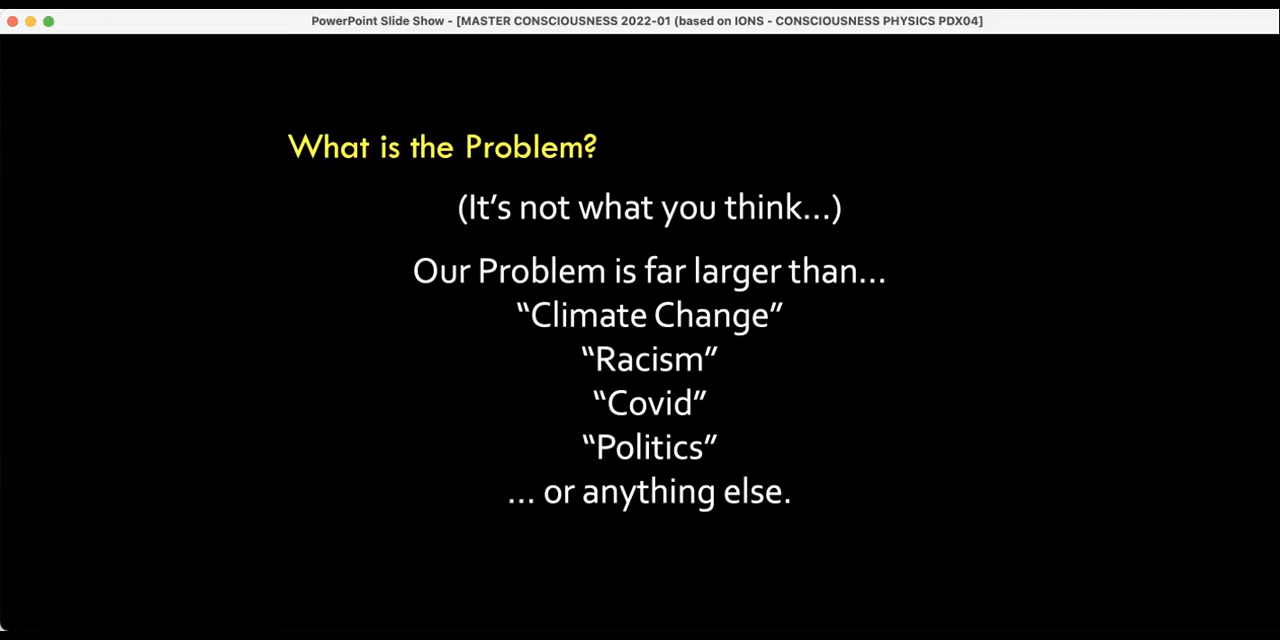 PowerPoint Slide Show - [MASTER CONSCIOUSNESS 2022-01 (based on IONS - CONSCIOUSNESS PHYSICS PDX04]
What is the Problem?
(It’s not what you think…)
Our Problem is far larger than…
“Climate Change”
“Racism”
“Covid”
“Politics”
… or anything else.